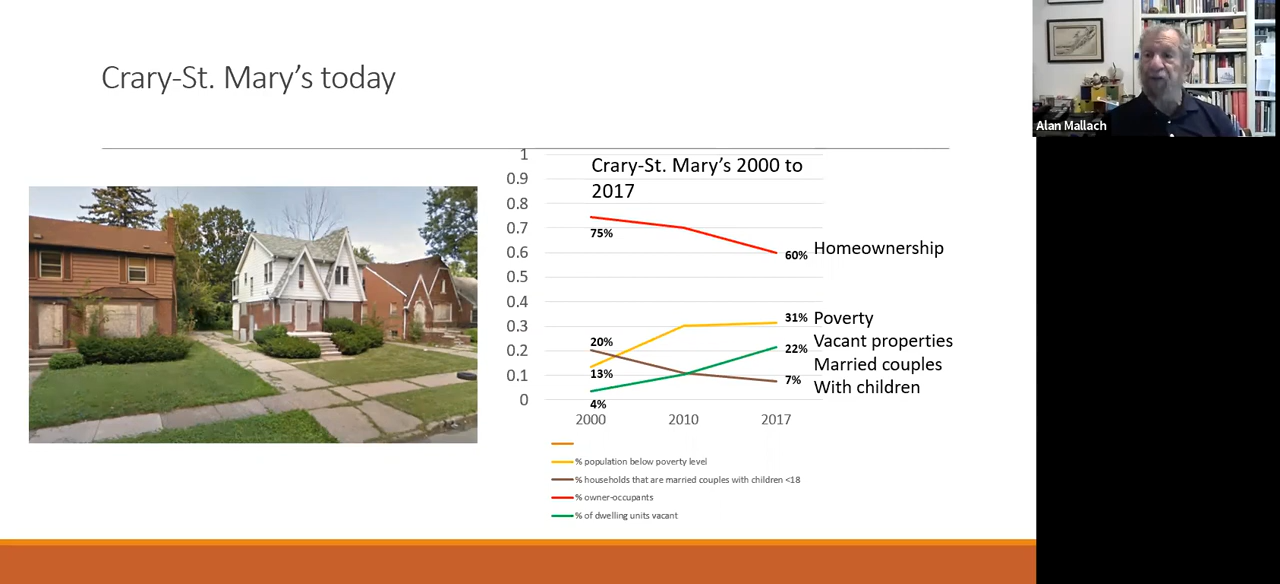 Crary-St. Mary's today
Alan Mallach
Crary-St. Mary's 2000 to
2017
1
0.9
0.8
0.7
0.6
0.5
0.4
0.3
0.2
0.1
0
75%
60%
Homeownership
31%
Poverty
20%
22%
Vacant properties
13%
7%
Married couples
With children
4%
2000
2010
2017
% population below poverty level
% households that are married couples with children <18
% owner-occupants
% of dwelling units vacant